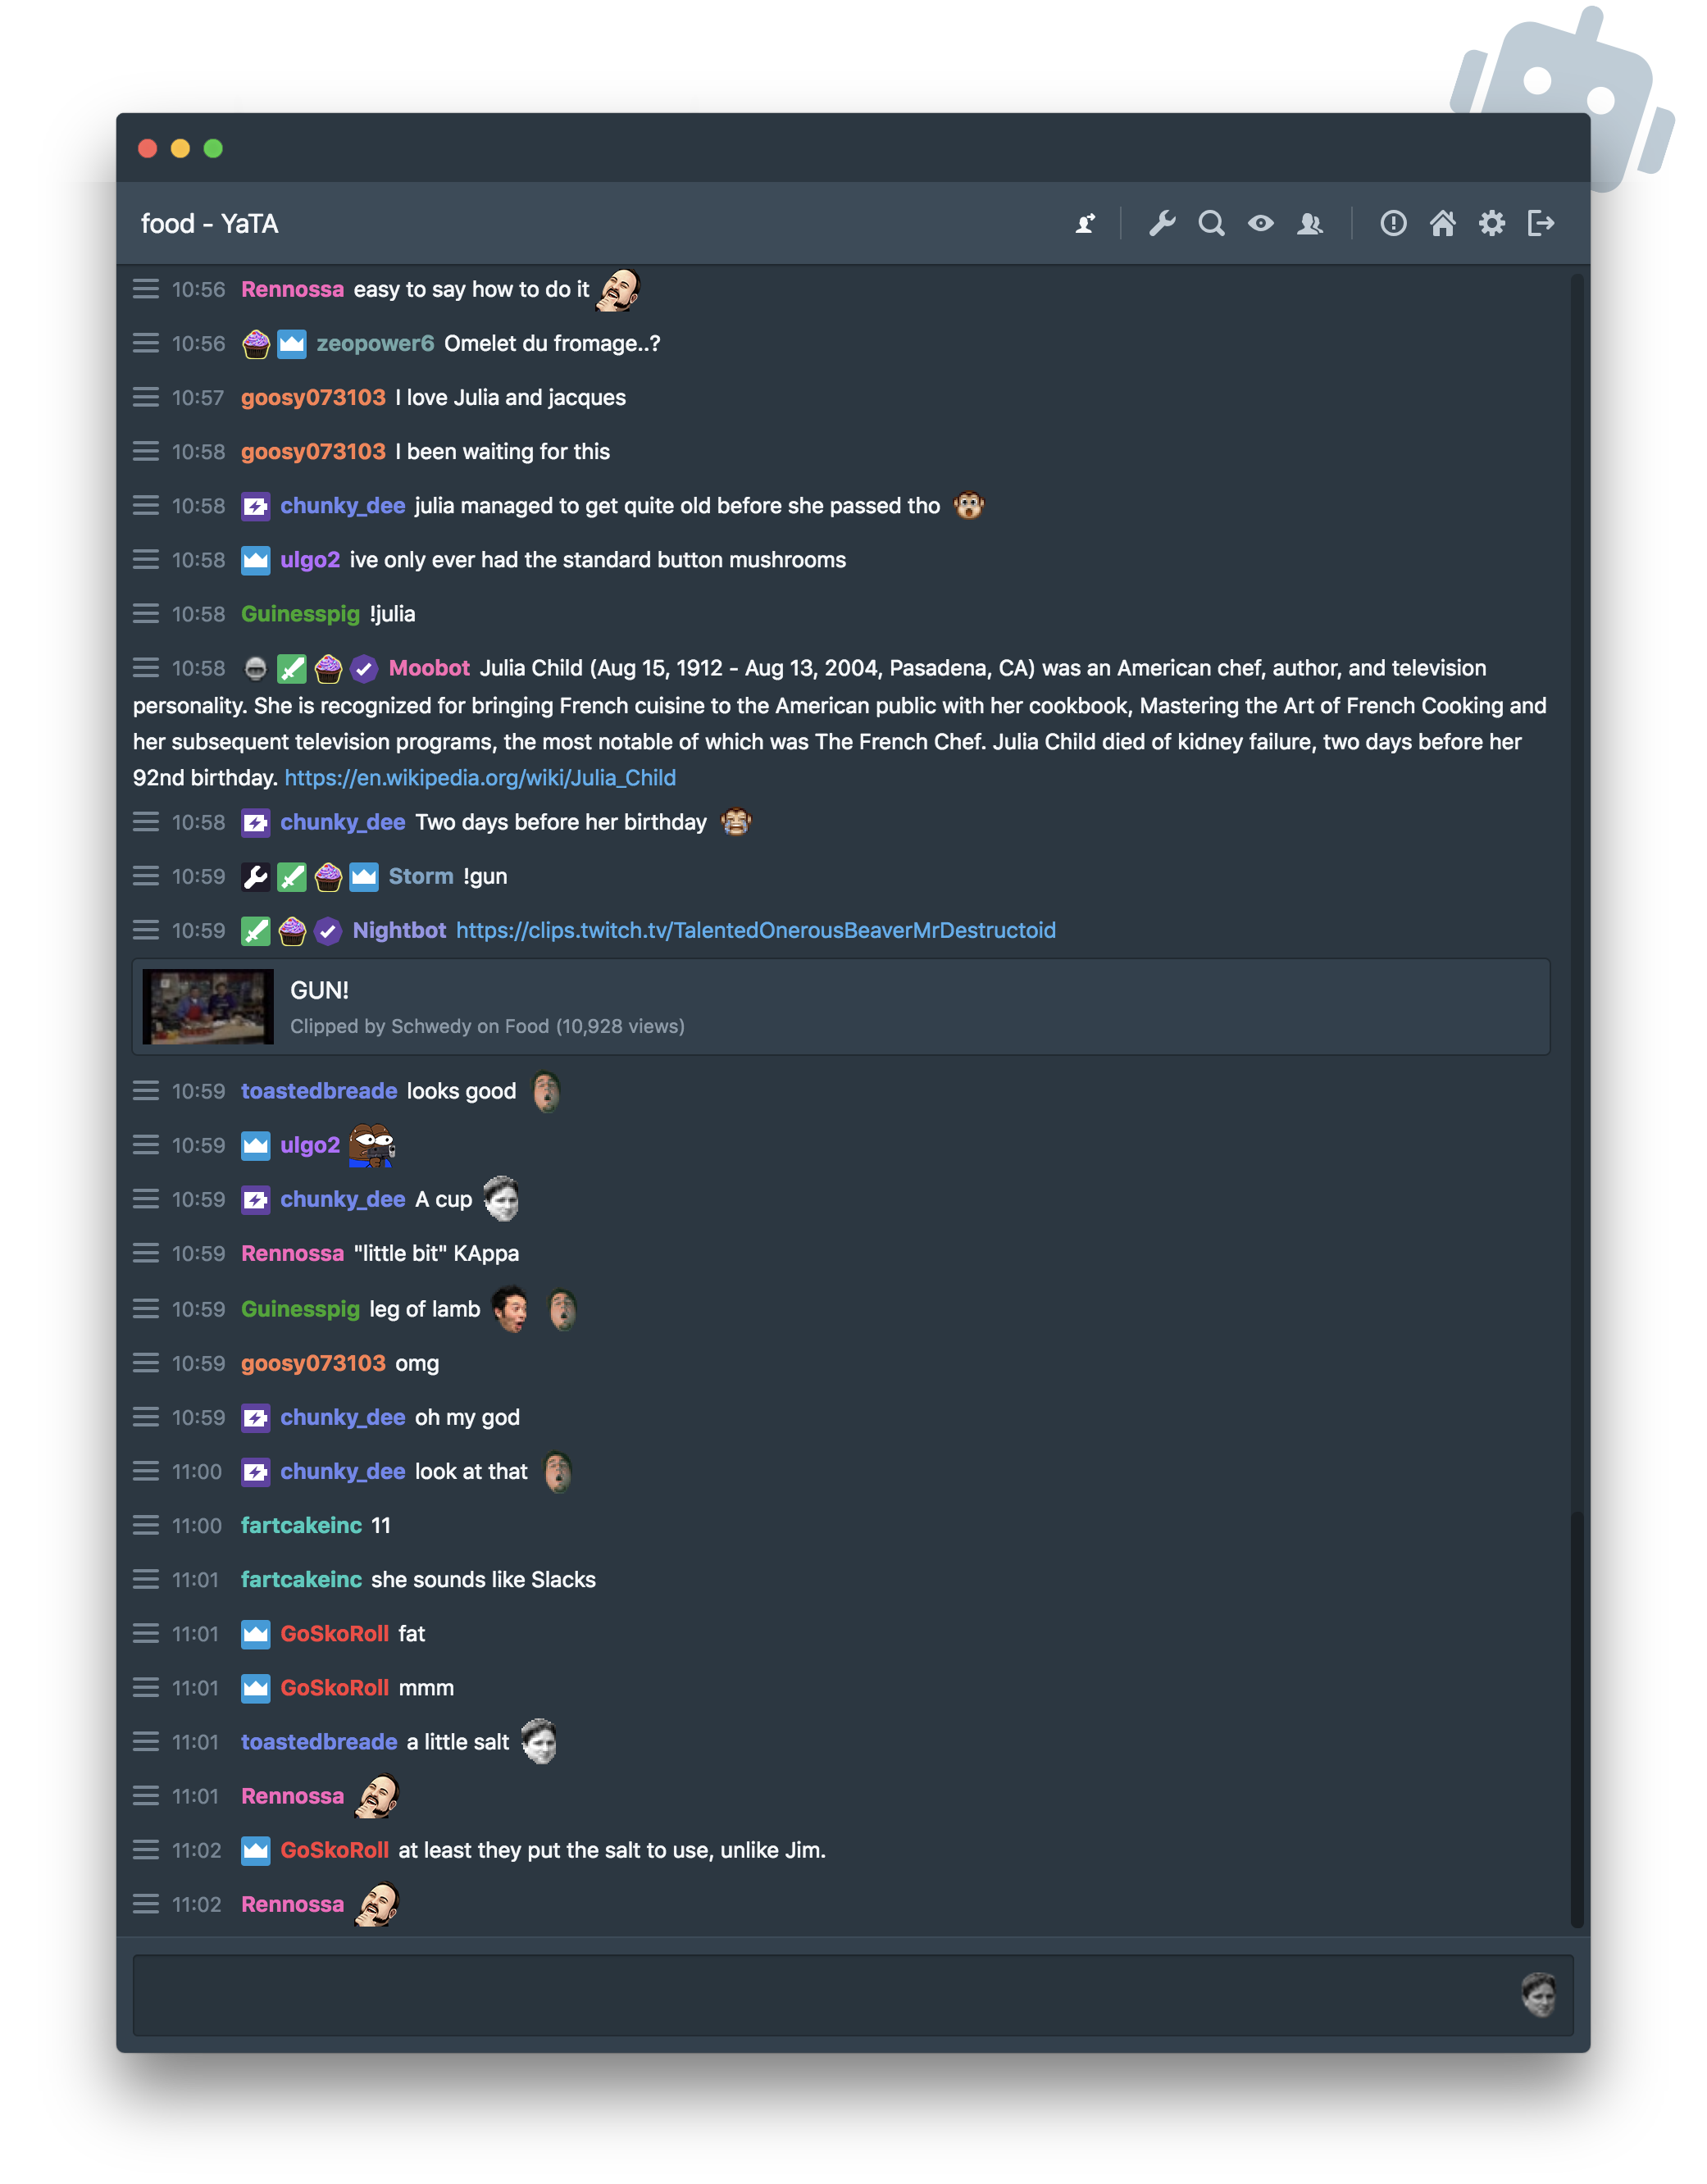 food - YaTA
10:56 Rennossa easy to say how to do it
10:56 zeopower6 Omelet du fromage..?
10:57 goosy073103 I love Julia and jacques
10:58 goosy073103 I been waiting for this
10:58 chunky_dee julia managed to get quite old before she passed tho
10:58 ulgo2 ive only ever had the standard button mushrooms
10:58 Guinesspig !julia
10:58 Moobot Julia Child (Aug 15, 1912 - Aug 13, 2004, Pasadena, CA) was an American chef, author, and television
personality. She is recognized for bringing French cuisine to the American public with her cookbook, Mastering the Art of French Cooking and
her subsequent television programs, the most notable of which was The French Chef. Julia Child died of kidney failure, two days before her
92nd birthday. https://en.wikipedia.org/wiki/Julia_Child
10:58 chunky_dee Two days before her birthday
10:59 Storm !gun
10:59 Nightbot https://clips.twitch.tv/TalentedOnerousBeaverMrDestructoid
GUN!
Clipped by Schwedy on Food (10,928 views)
10:59 toastedbreade looks good
10:59 ulgo2
10:59 chunky_dee A cup
10:59 Rennossa "little bit" KAppa
10:59 Guinesspig leg of lamb
10:59 goosy073103 omg
10:59 chunky_dee oh my god
11:00 chunky_dee look at that
11:00 fartcakeinc 11
11:01 fartcakeinc she sounds like Slacks
11:01 GoSkoRoll fat
11:01 GoSkoRoll mmm
11:01 toastedbreade a little salt
11:01 Rennossa
11:02 GoSkoRoll at least they put the salt to use, unlike Jim.
11:02 Rennossa